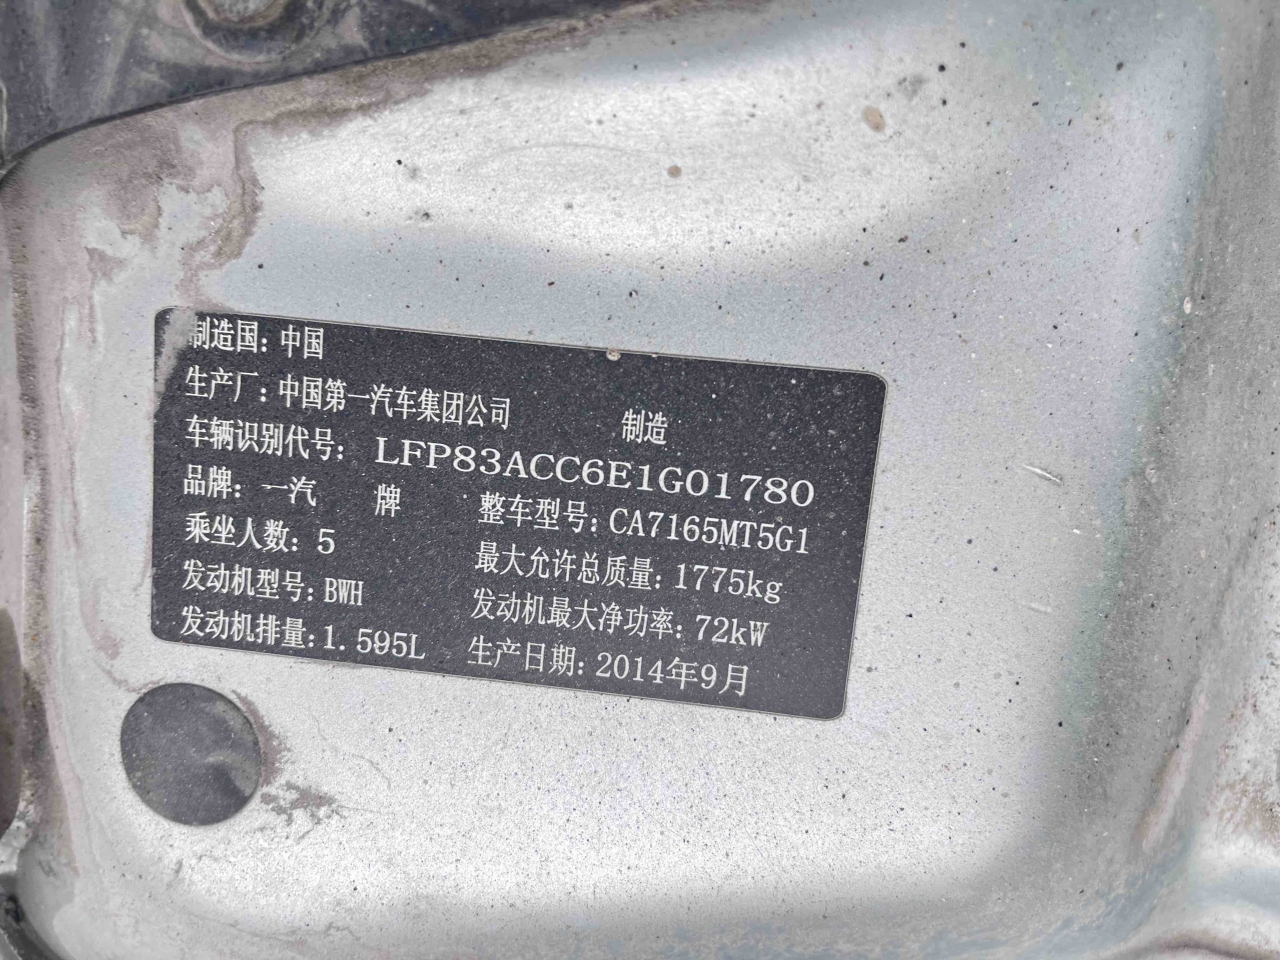 制造国：中国
生产厂：中国第一汽车集团公司 制造
车辆识别代号：LFP83ACC6E1G01780
品牌：一汽 牌 整车型号：CA7165MT5G1
乘坐人数：5 最大允许总质量：1775kg
发动机型号：BWH 发动机最大净功率：72kW
发动机排量：1.595L 生产日期：2014年9月